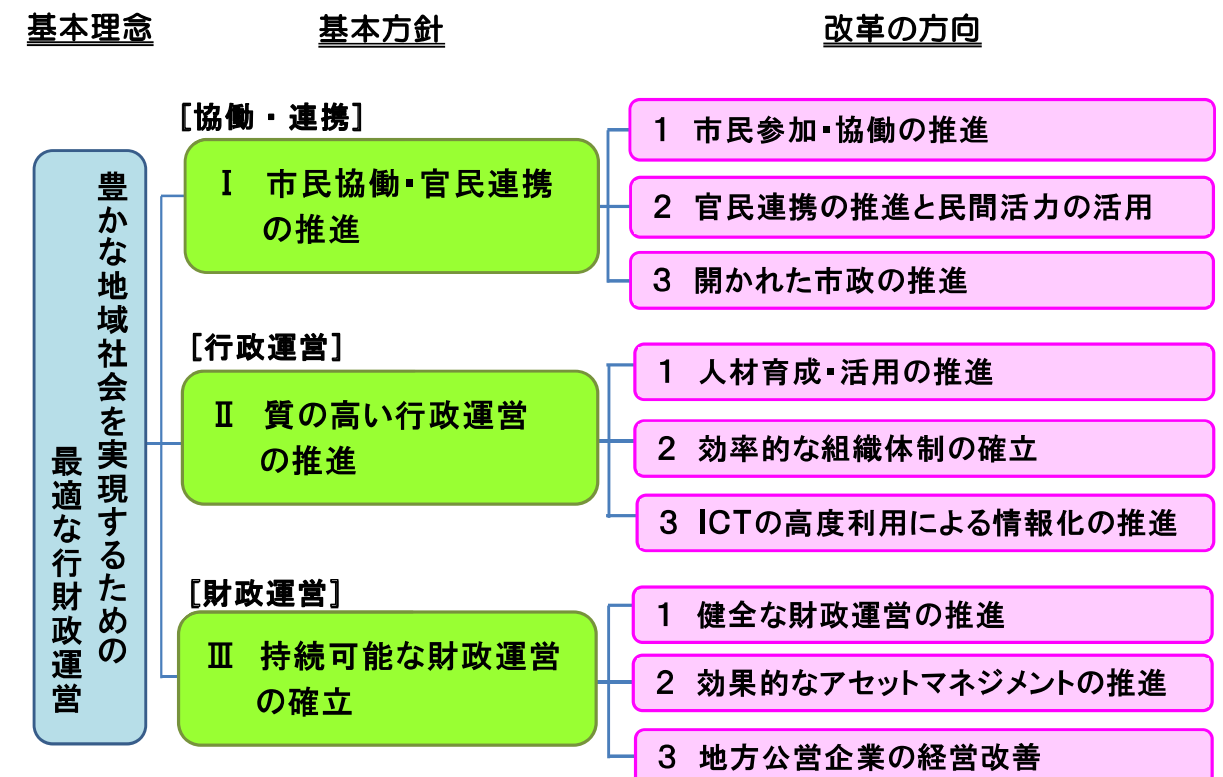 基本理念
基本方針
改革の方向
豊かな地域社会を実現するための
最適な行財政運営
[協働・連携]
Ⅰ 市民協働・官民連携
の推進
1 市民参加・協働の推進
2 官民連携の推進と民間活力の活用
3 開かれた市政の推進
[行政運営]
Ⅱ 質の高い行政運営
の推進
1 人材育成・活用の推進
2 効率的な組織体制の確立
3 ICTの高度利用による情報化の推進
[財政運営]
Ⅲ 持続可能な財政運営
の確立
1 健全な財政運営の推進
2 効果的なアセットマネジメントの推進
3 地方公営企業の経営改善